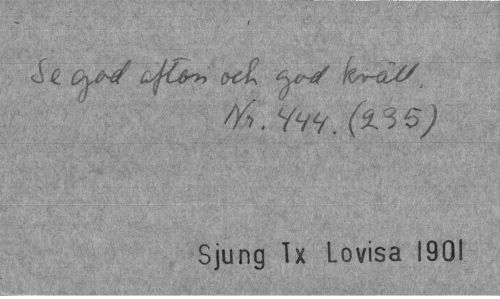 Se god afton och god kväll.
Nr. 444. (235)
Sjung Tx Lovisa 1901